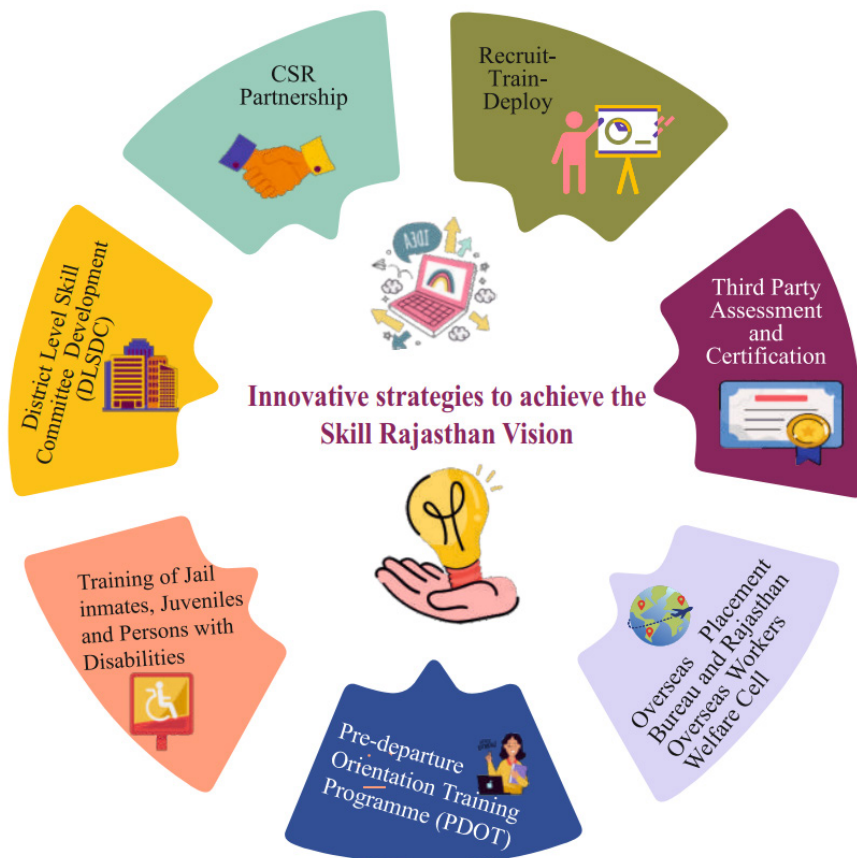 CSR
Partnership
Recruit-
Train-
Deploy
IDEA
District Level Skill
Committee Development
(DLSDC)
Third Party
Assessment
and
Certification
Innovative strategies to achieve the
Skill Rajasthan Vision
Training of Jail
inmates, Juveniles
and Persons with
Disabilities
Pre-departure
Orientation Training
Programme (PDOT)
Overseas Placement
Bureau and Rajasthan
Overseas Workers
Welfare Cell